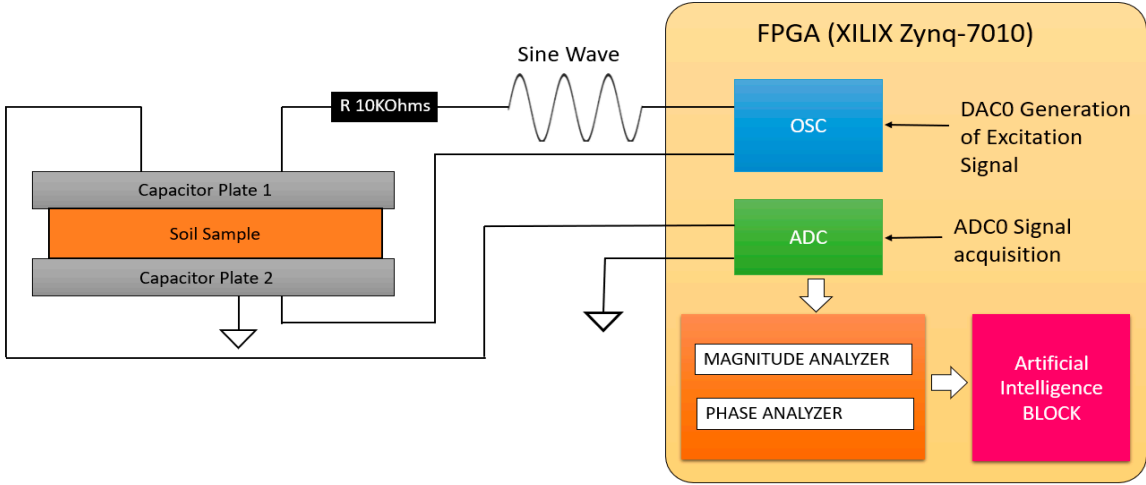 FPGA (XILIX Zynq-7010)
Sine Wave
R 10KOhms
OSC
DAC0 Generation
of Excitation
Signal
Capacitor Plate 1
Soil Sample
Capacitor Plate 2
ADC
ADC0 Signal
acquisition
MAGNITUDE ANALYZER
PHASE ANALYZER
Artificial
Intelligence
BLOCK